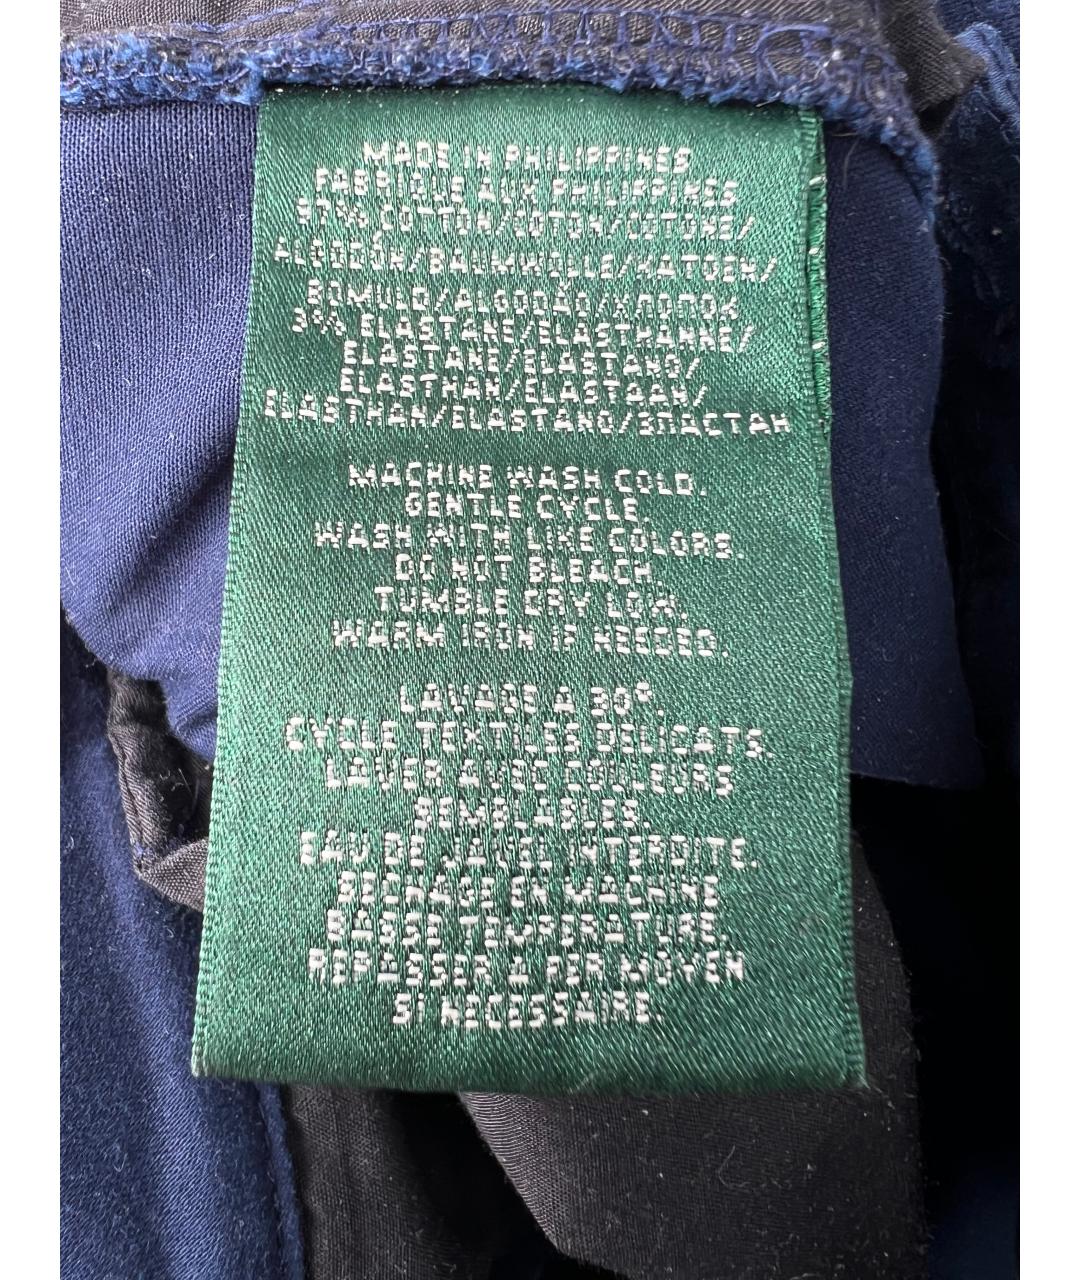 MADE IN PHILIPPINES
FABRIQUE AUX PHILIPPINES
97% COTTON/COTON/COTONE/
ALGODÓN/BAUMWOLLE/KATOEN/
BOMULD/ALGODÃO/ХЛОПОК
3% ELASTANE/ÉLASTHANNE/
ELASTANE/ELASTANO/
ELASTHAN/ELASTAAN/
ELASTHAN/ELASTANO/ЭЛАСТАН
MACHINE WASH COLD.
GENTLE CYCLE.
WASH WITH LIKE COLORS.
DO NOT BLEACH.
TUMBLE DRY LOW.
WARM IRON IF NEEDED.
LAVAGE A 30°.
CYCLE TEXTILES DELICATS.
LAVER AVEC COULEURS
SEMBLABLES.
EAU DE JAVEL INTERDITE.
SECHAGE EN MACHINE
BASSE TEMPERATURE.
REPASSER A FER MOYEN
SI NECESSAIRE.